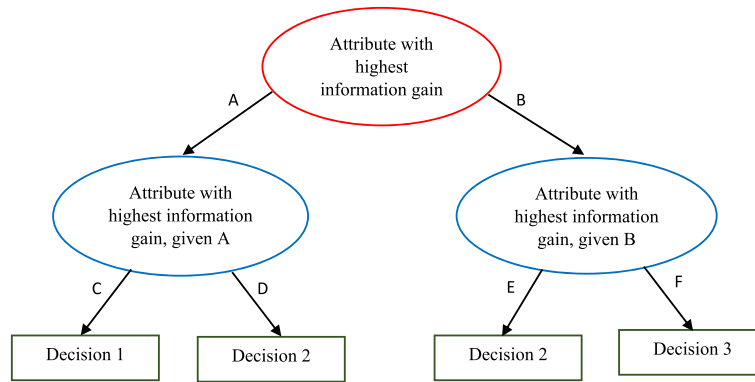 Attribute with
highest
information gain
A
B
Attribute with
highest information
gain, given A
Attribute with
highest information
gain, given B
C
D
E
F
Decision 1
Decision 2
Decision 2
Decision 3